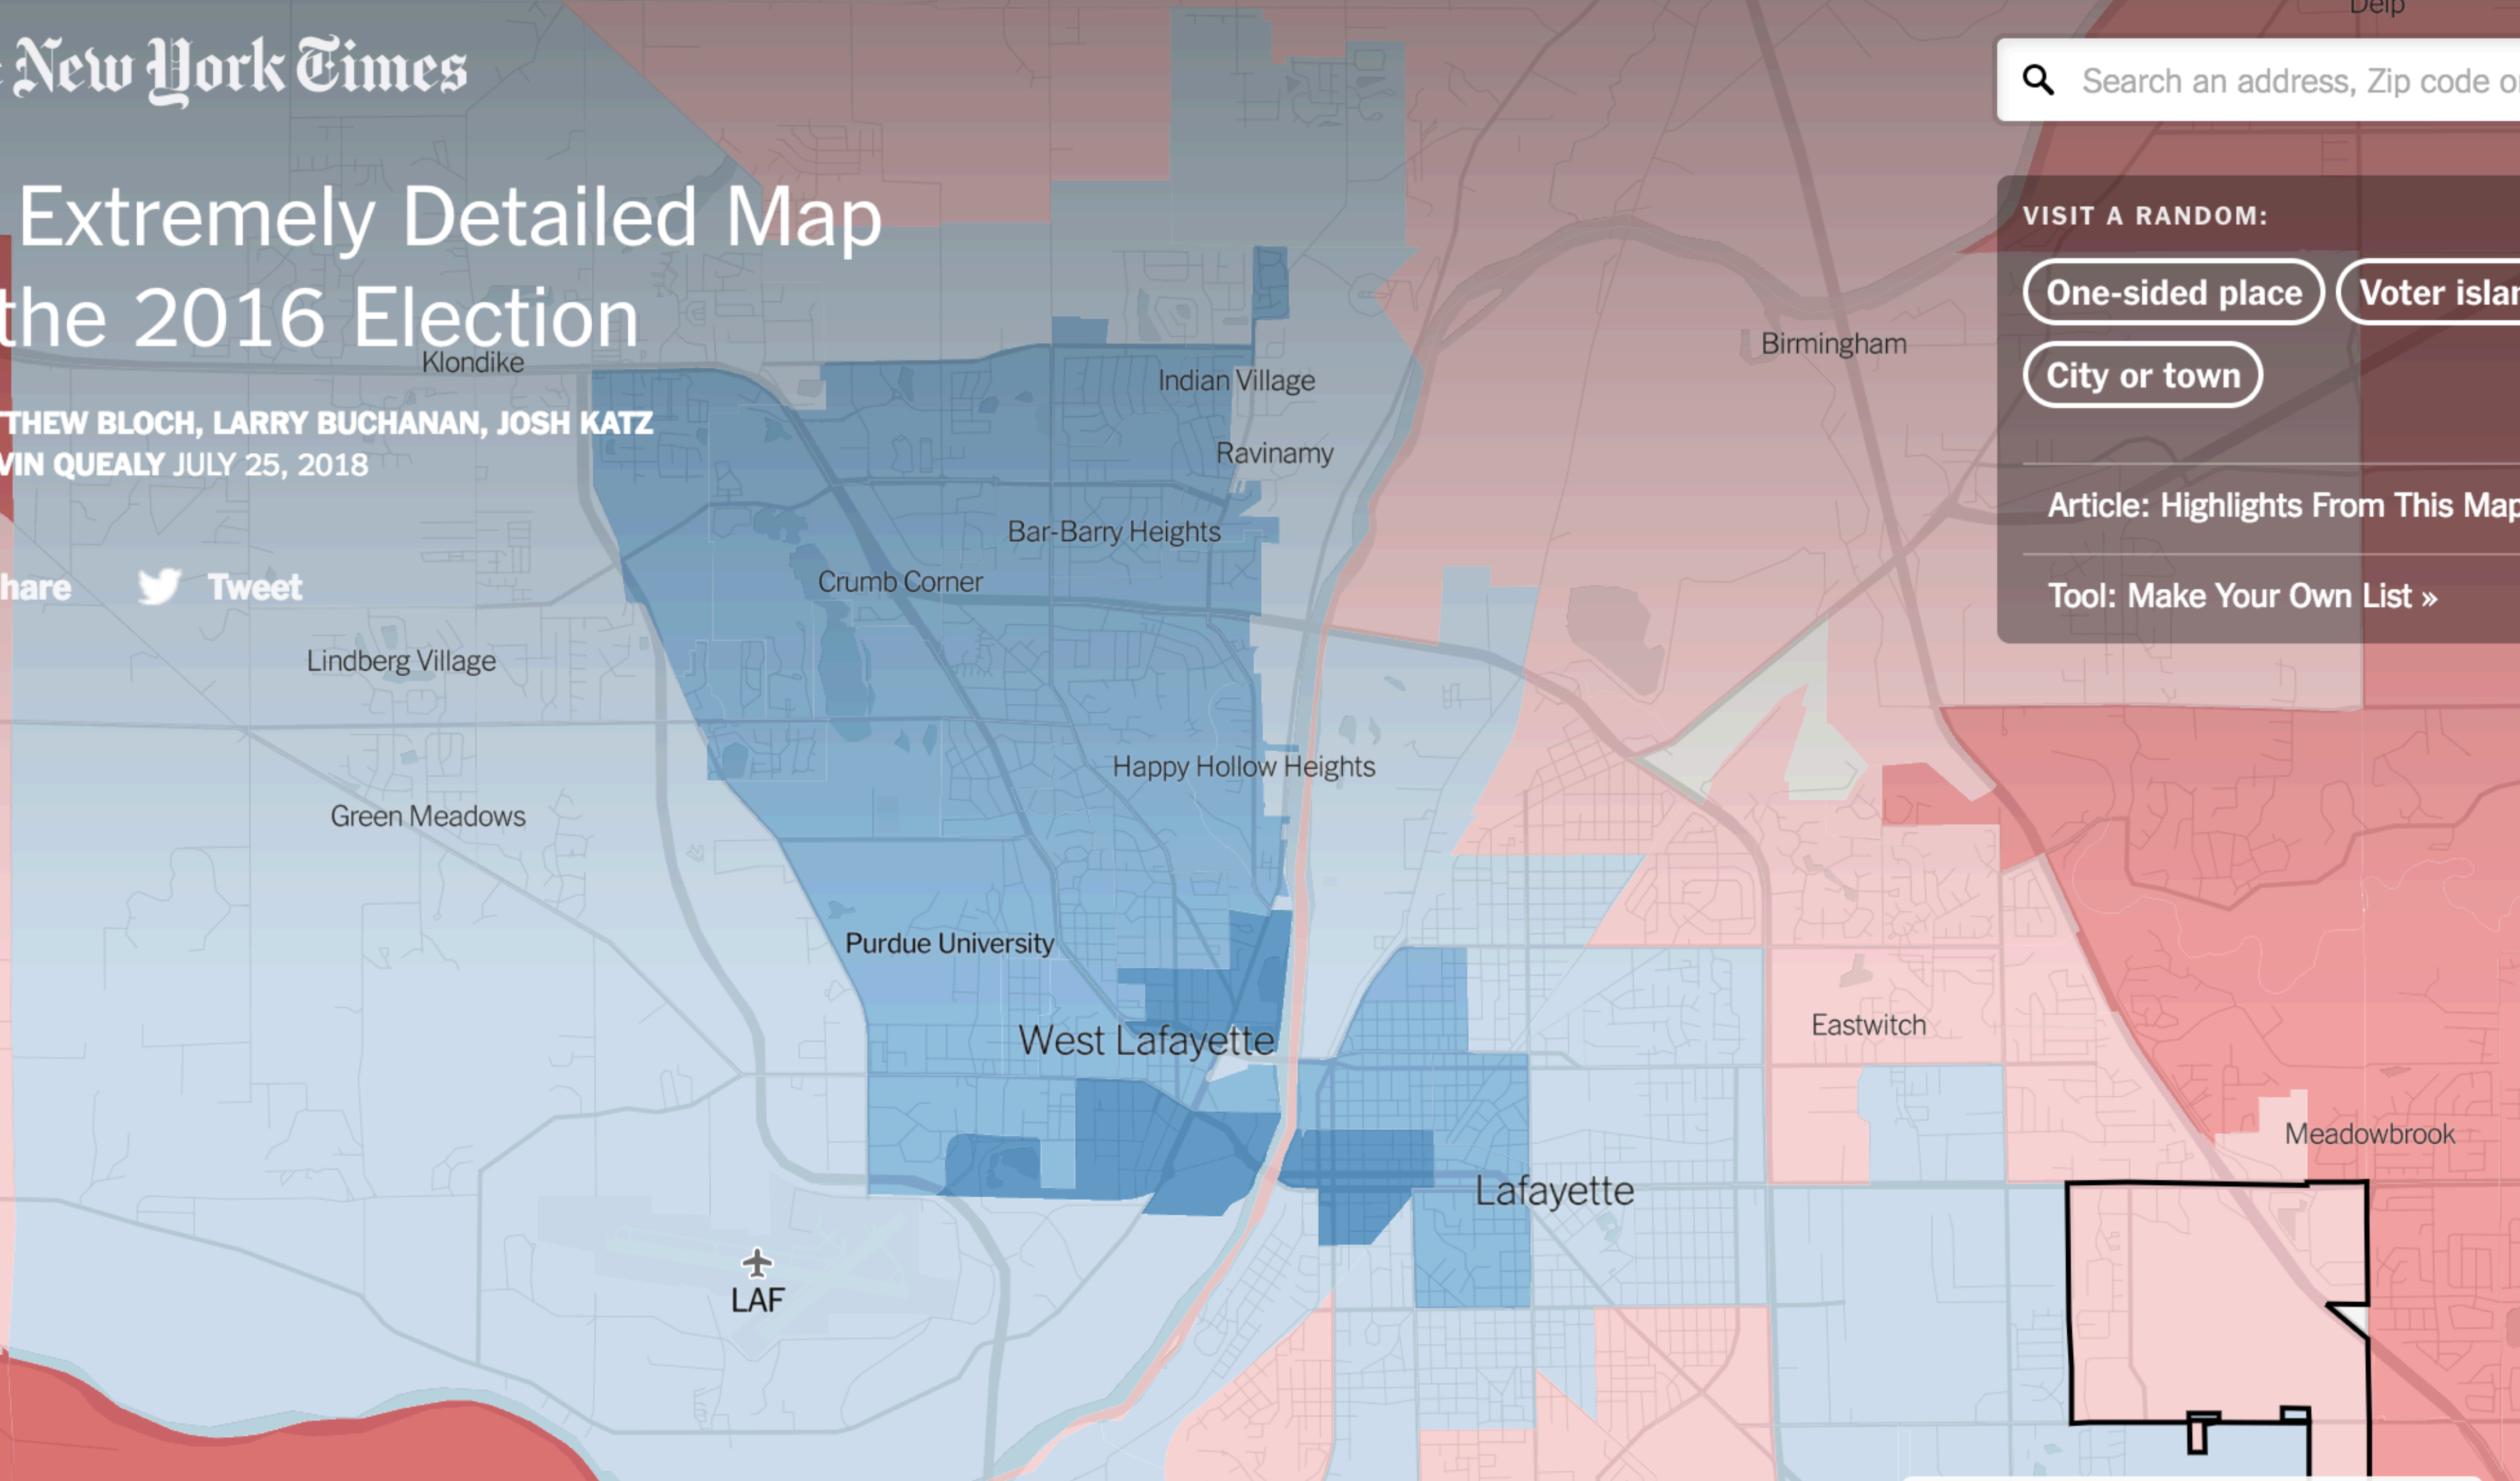 New York Times
Extremely Detailed Map
the 2016 Election
THEW BLOCH, LARRY BUCHANAN, JOSH KATZ
VIN QUEALY JULY 25, 2018
hare
Tweet
Delp
Search an address, Zip code o
VISIT A RANDOM:
One-sided place
Voter islan
City or town
Article: Highlights From This Map
Tool: Make Your Own List »
Klondike
Birmingham
Indian Village
Ravinamy
Bar-Barry Heights
Crumb Corner
Lindberg Village
Happy Hollow Heights
Green Meadows
Purdue University
West Lafayette
Eastwitch
Meadowbrook
Lafayette
LAF